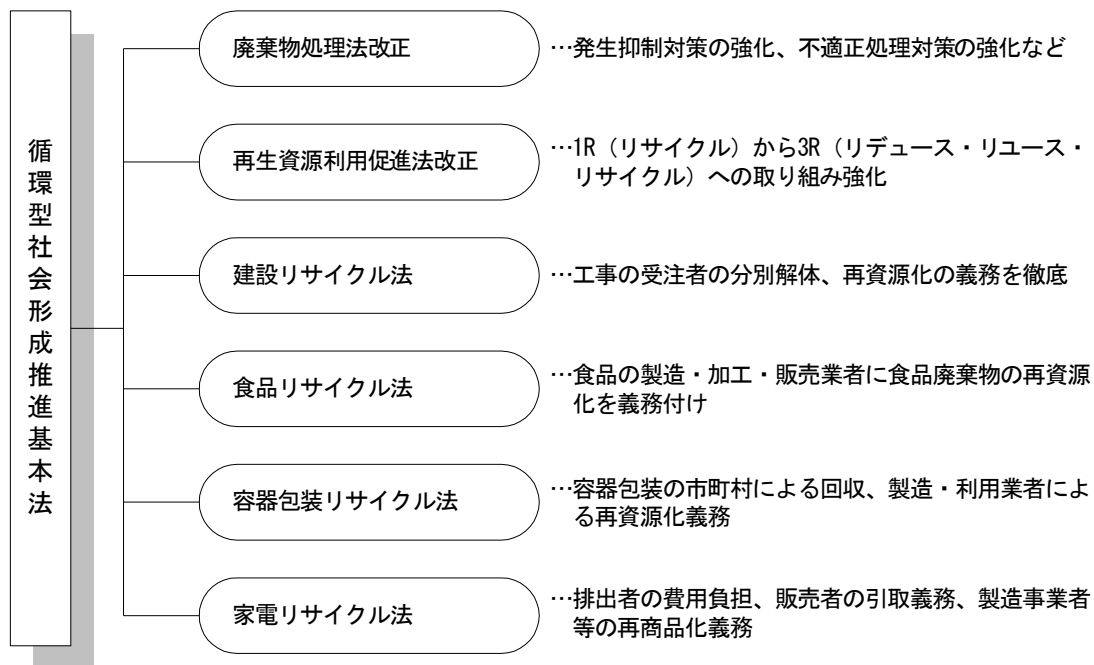 循環型社会形成推進基本法
廃棄物処理法改正
…発生抑制対策の強化、不適正処理対策の強化など
再生資源利用促進法改正
…1R（リサイクル）から3R（リデュース・リユース・
リサイクル）への取り組み強化
建設リサイクル法
…工事の受注者の分別解体、再資源化の義務を徹底
食品リサイクル法
…食品の製造・加工・販売業者に食品廃棄物の再資源
化を義務付け
容器包装リサイクル法
…容器包装の市町村による回収、製造・利用業者によ
る再資源化義務
家電リサイクル法
…排出者の費用負担、販売者の引取義務、製造事業者
等の再商品化義務